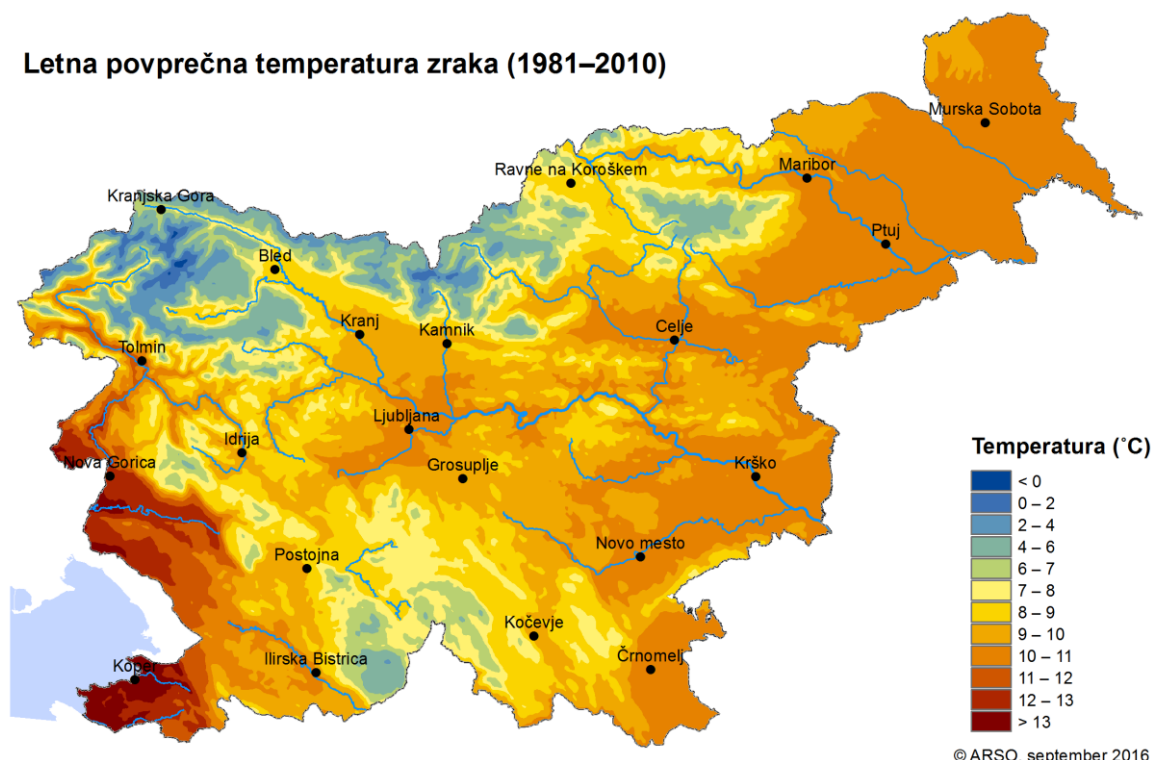 Letna povprečna temperatura zraka (1981–2010)
Murska Sobota
Ravne na Koroškem
Maribor
Kranjska Gora
Ptuj
Bled
Kranj
Kamnik
Celje
Tolmin
Ljubljana
Idrija
Nova Gorica
Grosuplje
Krško
Novo mesto
Postojna
Kočevje
Ilirska Bistrica
Črnomelj
Koper
Temperatura (˚C)
< 0
0 – 2
2 – 4
4 – 6
6 – 7
7 – 8
8 – 9
9 – 10
10 – 11
11 – 12
12 – 13
> 13
© ARSO, september 2016